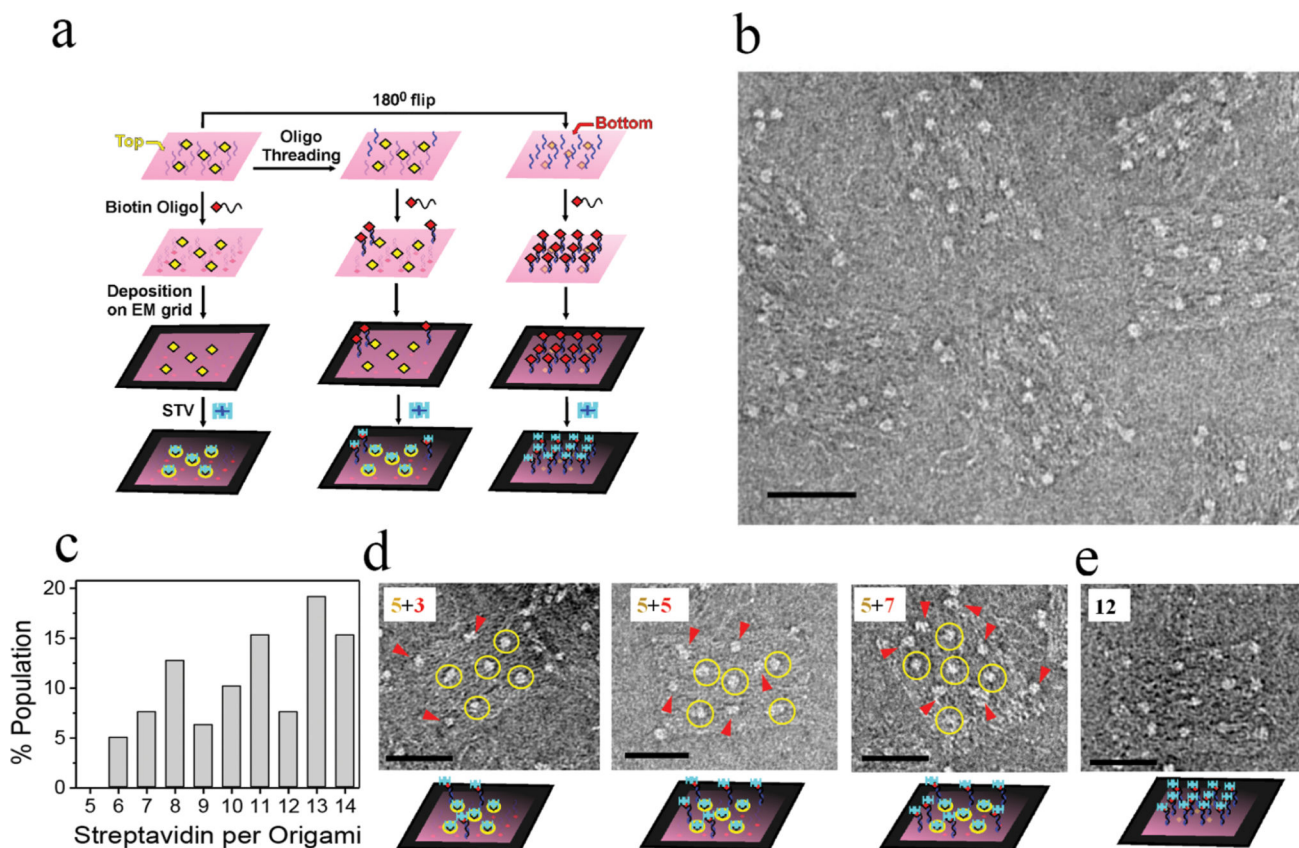 a
180⁰ flip
Top
Oligo
Threading
Bottom
Biotin Oligo
Deposition
on EM grid
STV
b
c
% Population
20
15
10
5
0
5 6 7 8 9 10 11 12 13 14
Streptavidin per Origami
d
5+3
5+5
5+7
e
12